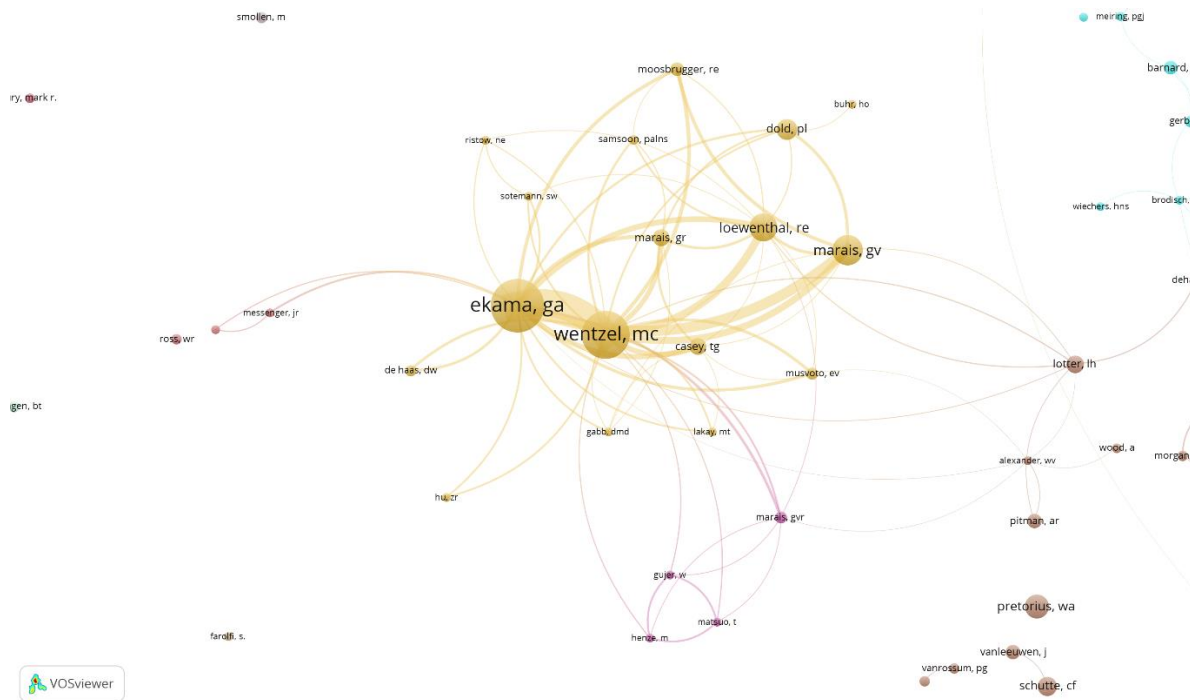 smollen, m
meiring, pgj
moosbrugger, re
barnard,
ry, mark r.
buhr, ho
dold, pl
gerb
ristow, ne
samsoon, palns
sotemann, sw
wiechers, hns
brodisch,
loewenthal, re
marais, gr
marais, gv
deha
ekama, ga
messenger, jr
wentzel, mc
ross, wr
casey, tg
lotter, lh
de haas, dw
musvoto, ev
gen, bt
gabb, dmd
lakay, mt
wood, a
morgan
alexander, wv
hu, zr
marais, gvr
pitman, ar
gujer, w
pretorius, wa
matsuo, t
farolfi, s.
henze, m
vanleeuwen, j
vanrossum, pg
schutte, cf
VOSviewer